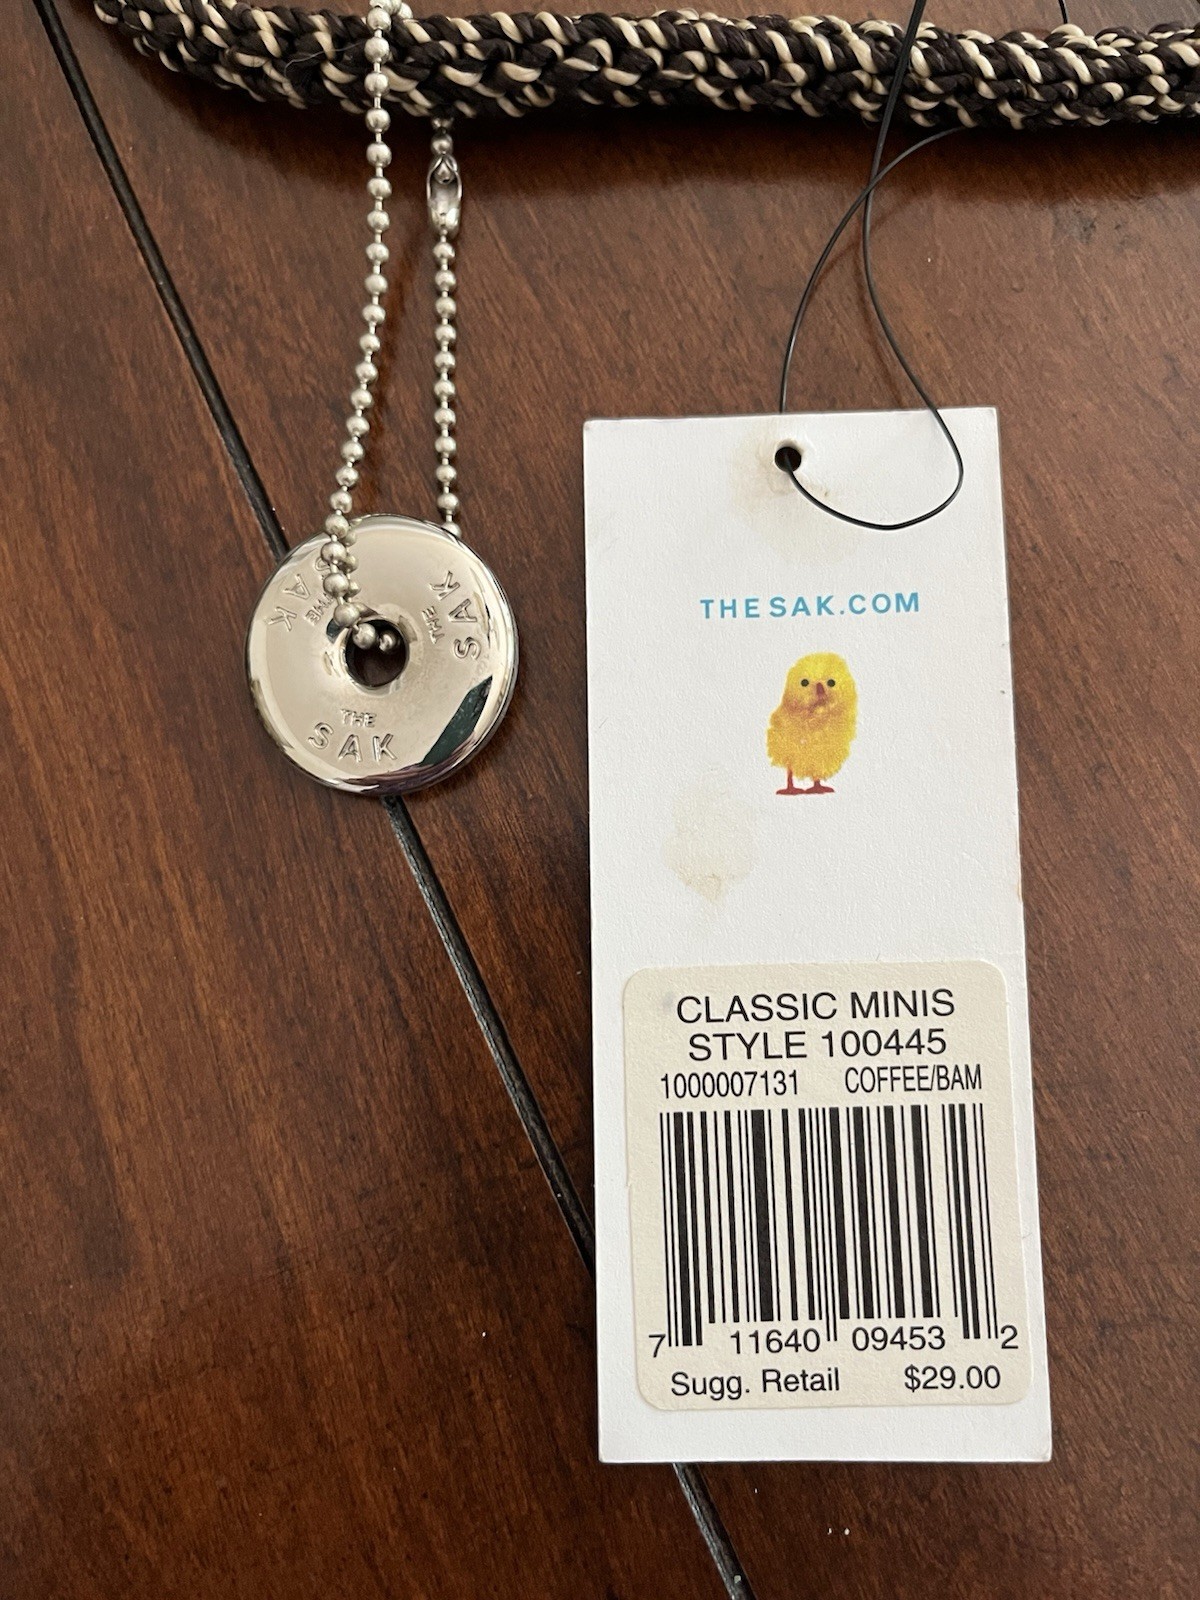 SAK
THE
THE
SAK
THE
SAK
THESAK.COM
CLASSIC MINIS
STYLE 100445
1000007131 COFFEE/BAM
7 11640 09453 2
Sugg. Retail $29.00